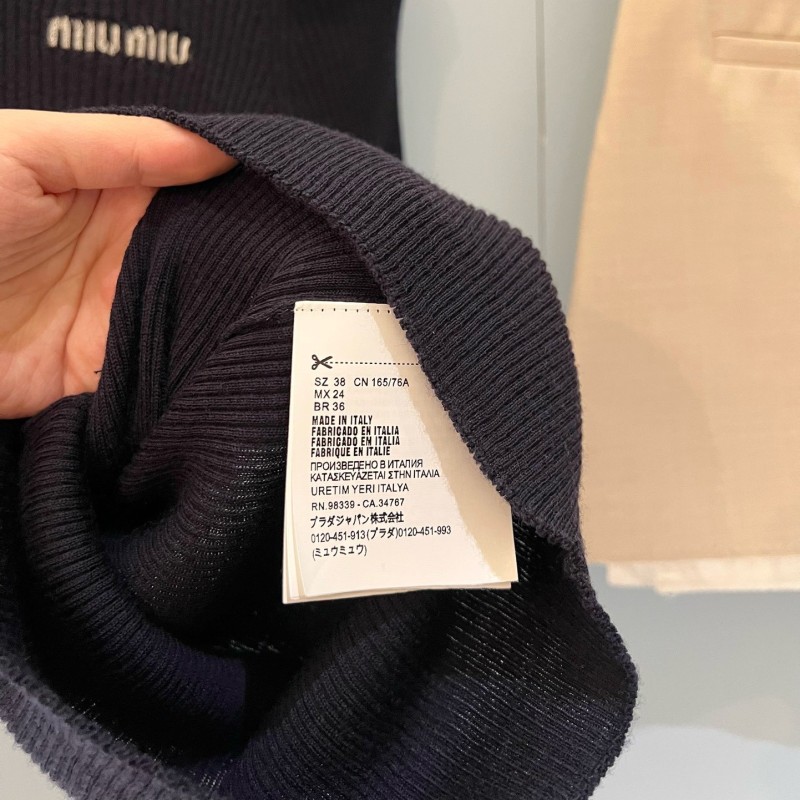 MIU MIU
SZ 38 CN 165/76A
MX 24
BR 36
MADE IN ITALY
FABRICADO EN ITALIA
FABRICADO EM ITALIA
FABRIQUE EN ITALIE
ПРОИЗВЕДЕНО В ИТАЛИЯ
ΚΑΤΑΣΚΕΥΑΖΕΤΑΙ ΣΤΗΝ ΙΤΑΛΙΑ
URETIM YERI ITALYA
RN. 98339 - CA.34767
プラダジャパン株式会社
0120-451-913(プラダ)0120-451-993
(ミュウミュウ)